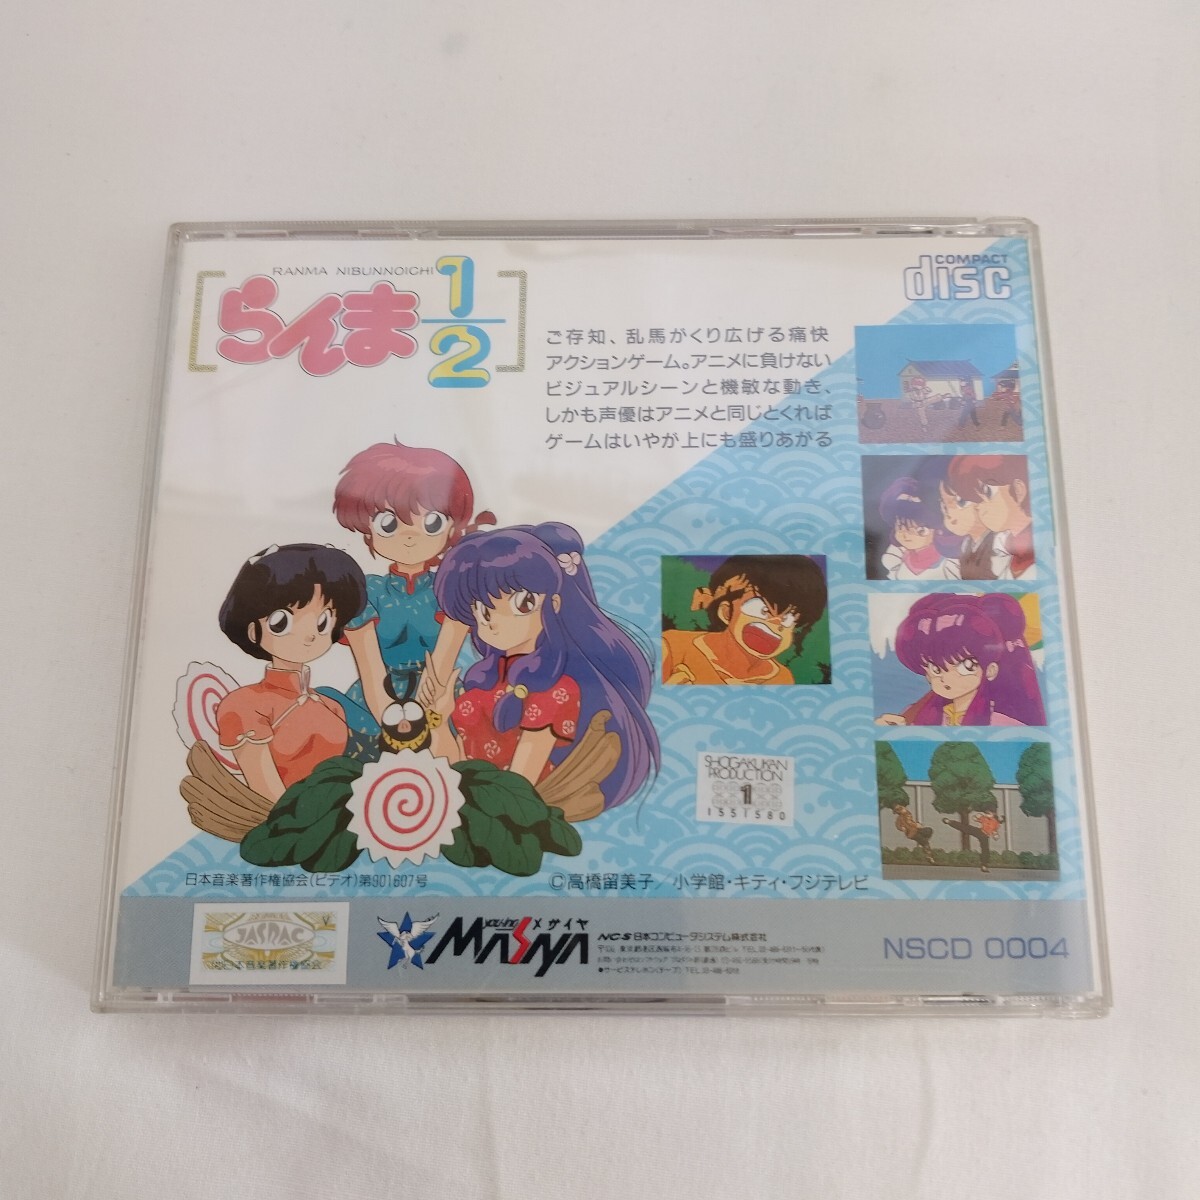 RANMA NIBUNNOICHI
らんま1/2
COMPACT
disc
ご存知、乱馬がくり広げる痛快
アクションゲーム。アニメに負けない
ビジュアルシーンと機敏な動き、
しかも声優はアニメと同じとくれば
ゲームはいやが上にも盛りあがる
SHOGAKUKAN
PRODUCTION
1
1551580
日本音楽著作権協会(ビデオ)第901607号
©高橋留美子/小学館・キティ・フジテレビ
JASRAC
MASAYA
メサイヤ
NCS 日本コンピュータシステム株式会社
NSCD 0004